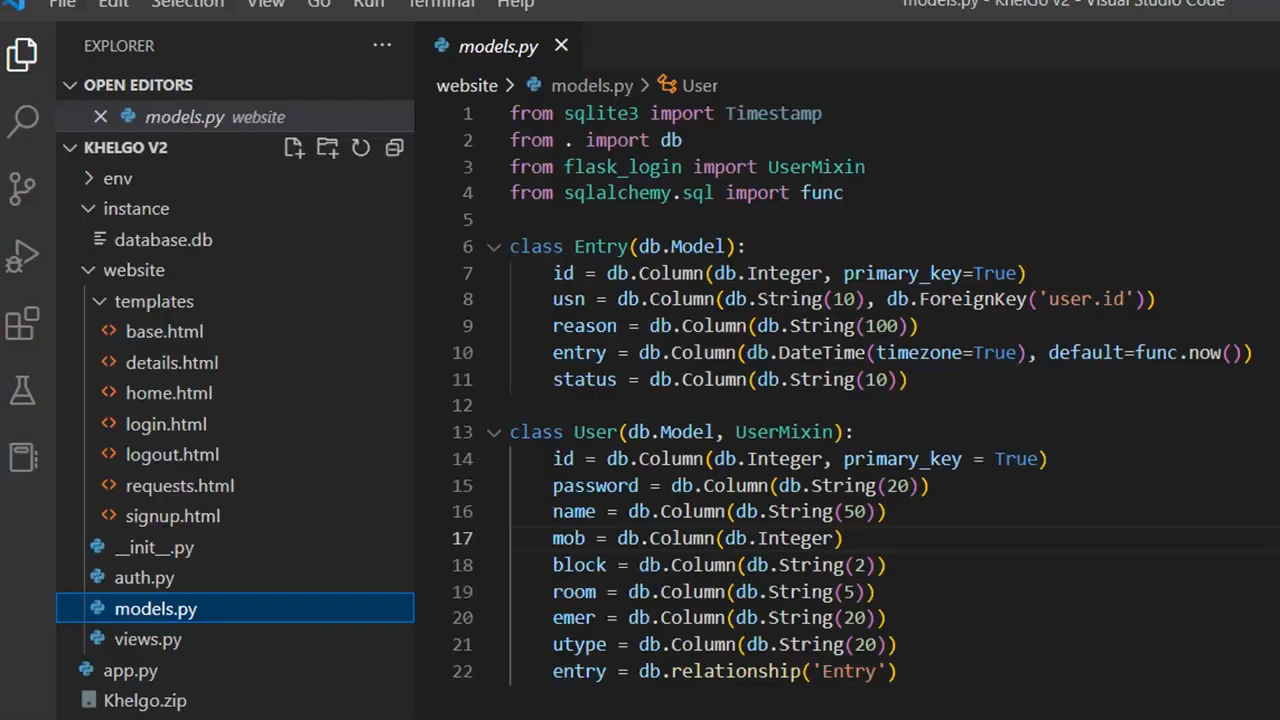 File Edit Selection View Go Run Terminal Help models.py - KhelGo V2 - Visual Studio Code
EXPLORER
OPEN EDITORS
models.py website
KHELGO V2
env
instance
database.db
website
templates
base.html
details.html
home.html
login.html
logout.html
requests.html
signup.html
__init__.py
auth.py
models.py
views.py
app.py
Khelgo.zip
models.py
website > models.py > User
1 from sqlite3 import Timestamp
2 from . import db
3 from flask_login import UserMixin
4 from sqlalchemy.sql import func
5
6 class Entry(db.Model):
7 id = db.Column(db.Integer, primary_key=True)
8 usn = db.Column(db.String(10), db.ForeignKey('user.id'))
9 reason = db.Column(db.String(100))
10 entry = db.Column(db.DateTime(timezone=True), default=func.now())
11 status = db.Column(db.String(10))
12
13 class User(db.Model, UserMixin):
14 id = db.Column(db.Integer, primary_key = True)
15 password = db.Column(db.String(20))
16 name = db.Column(db.String(50))
17 mob = db.Column(db.Integer)
18 block = db.Column(db.String(2))
19 room = db.Column(db.String(5))
20 emer = db.Column(db.String(20))
21 utype = db.Column(db.String(20))
22 entry = db.relationship('Entry')